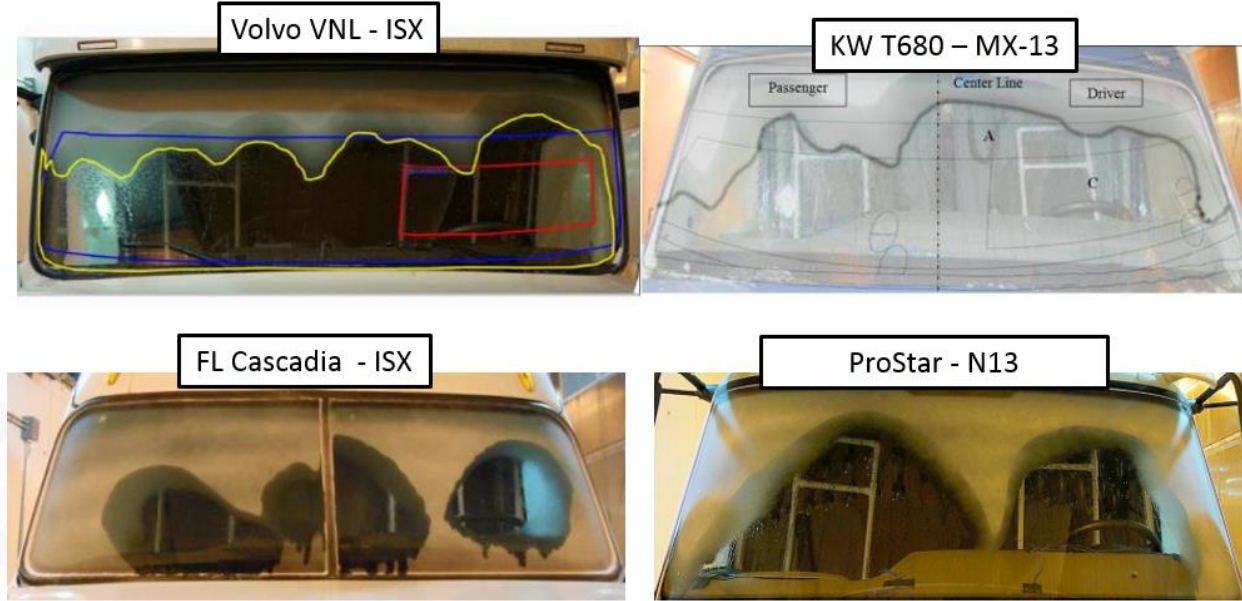 Volvo VNL - ISX
KW T680 – MX-13
Passenger
Center Line
Driver
A
C
FL Cascadia - ISX
ProStar - N13